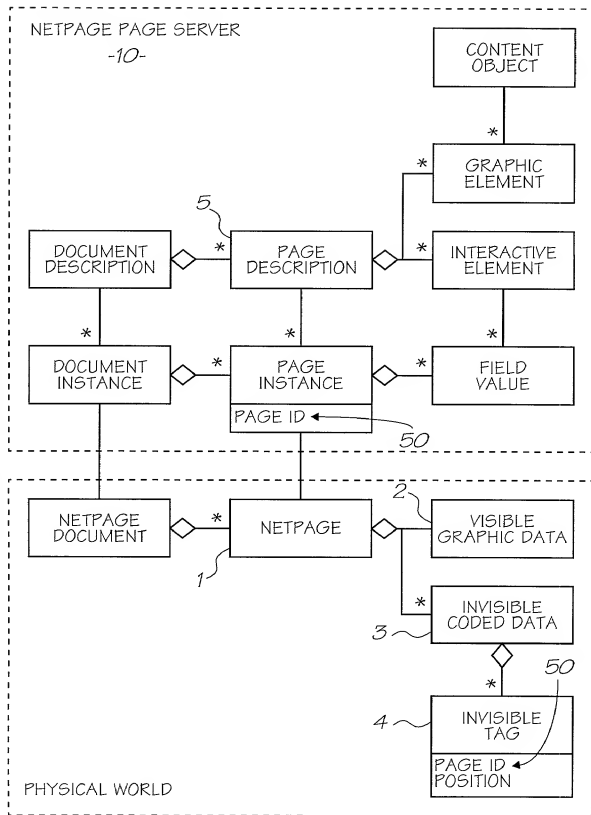 NETPAGE PAGE SERVER
-10-
CONTENT
OBJECT
*
*
GRAPHIC
ELEMENT
5
DOCUMENT
DESCRIPTION
*
PAGE
DESCRIPTION
*
INTERACTIVE
ELEMENT
*
*
*
DOCUMENT
INSTANCE
*
PAGE
INSTANCE
*
FIELD
VALUE
PAGE ID
50
NETPAGE
DOCUMENT
*
NETPAGE
1
2
VISIBLE
GRAPHIC DATA
*
INVISIBLE
CODED DATA
3
*
50
4
INVISIBLE
TAG
PAGE ID
POSITION
PHYSICAL WORLD